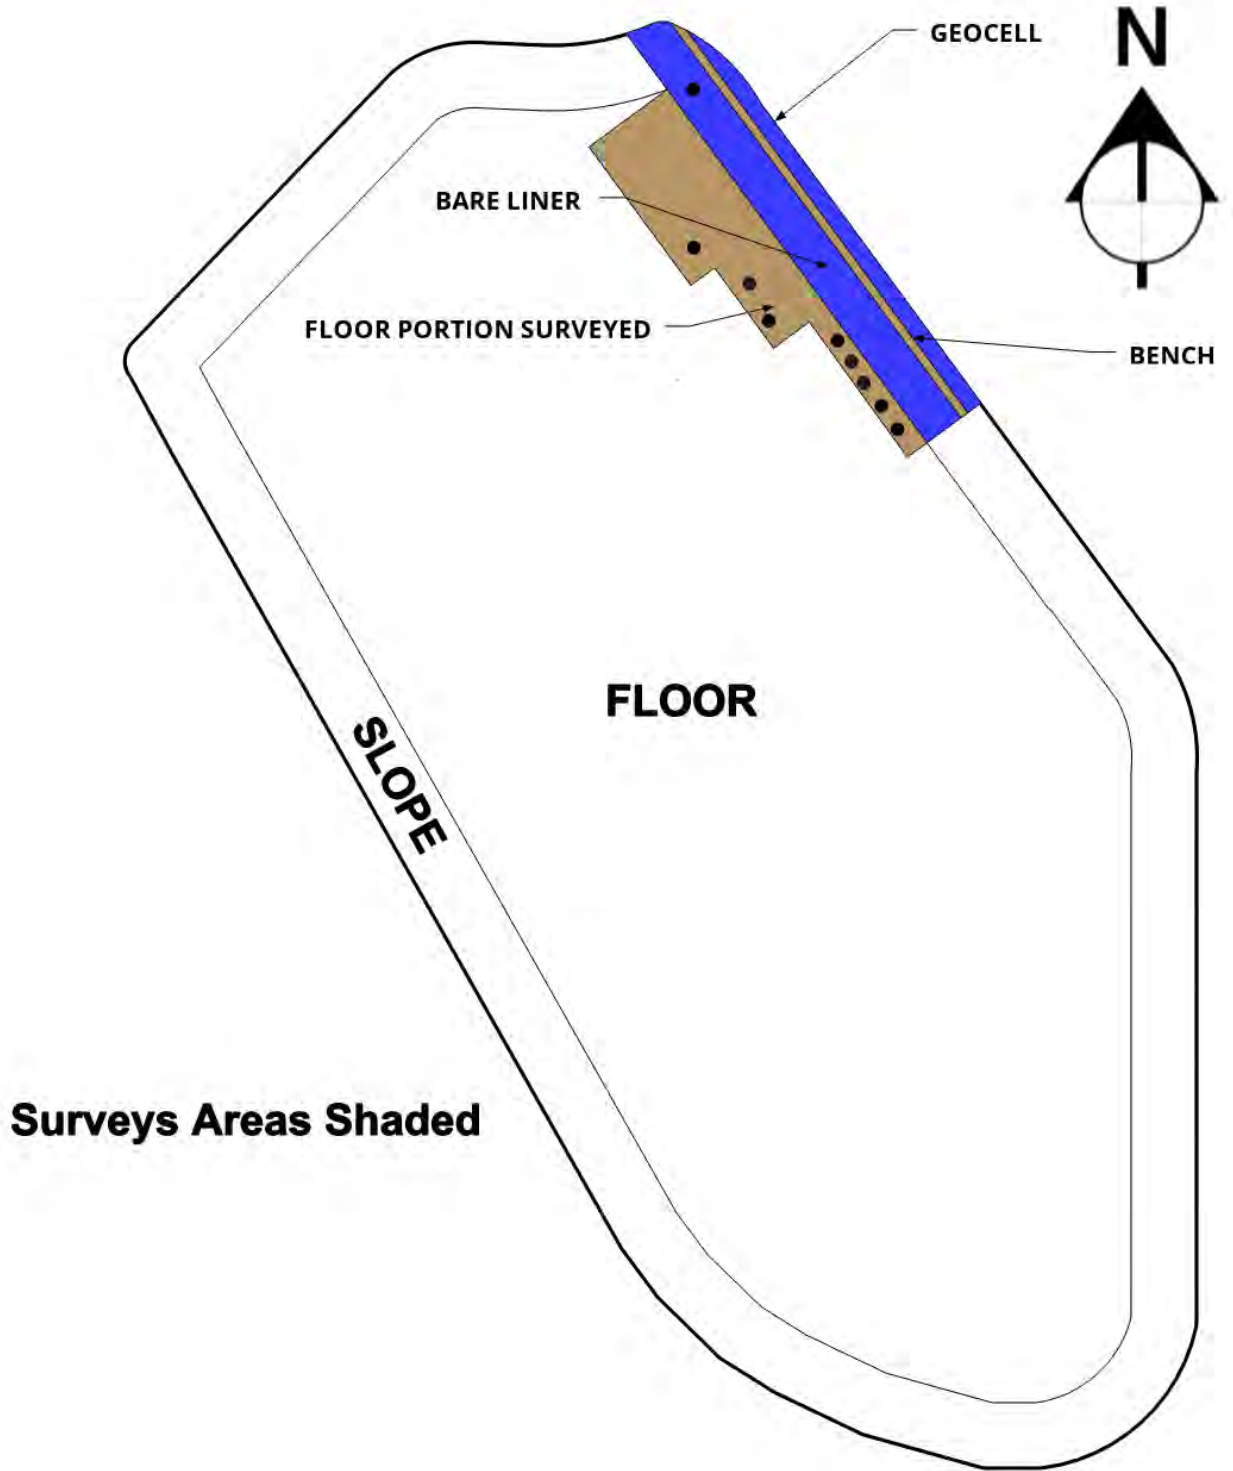 N
GEOCELL
BARE LINER
FLOOR PORTION SURVEYED
BENCH
FLOOR
SLOPE
Surveys Areas Shaded